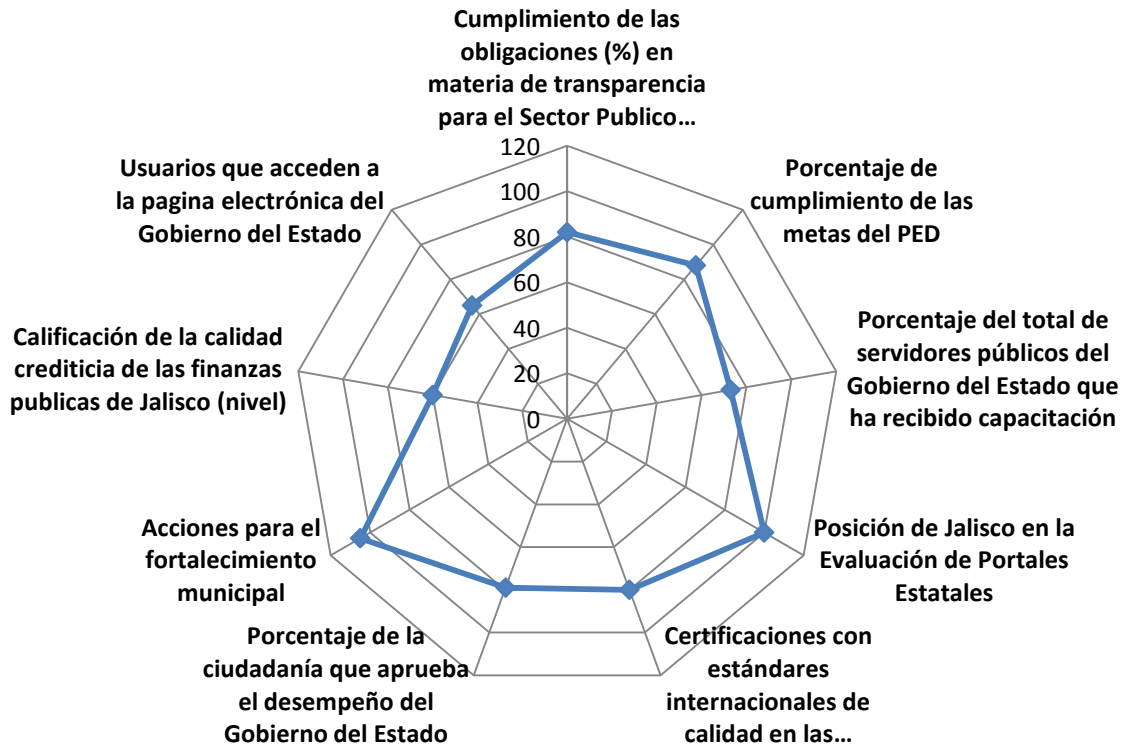 Cumplimiento de las
obligaciones (%) en
materia de transparencia
para el Sector Publico…
120
100
80
60
40
20
0
Porcentaje de
cumplimiento de las
metas del PED
Porcentaje del total de
servidores públicos del
Gobierno del Estado que
ha recibido capacitación
Posición de Jalisco en la
Evaluación de Portales
Estatales
Certificaciones con
estándares
internacionales de
calidad en las…
Porcentaje de la
ciudadanía que aprueba
el desempeño del
Gobierno del Estado
Acciones para el
fortalecimiento
municipal
Calificación de la calidad
crediticia de las finanzas
publicas de Jalisco (nivel)
Usuarios que acceden a
la pagina electrónica del
Gobierno del Estado